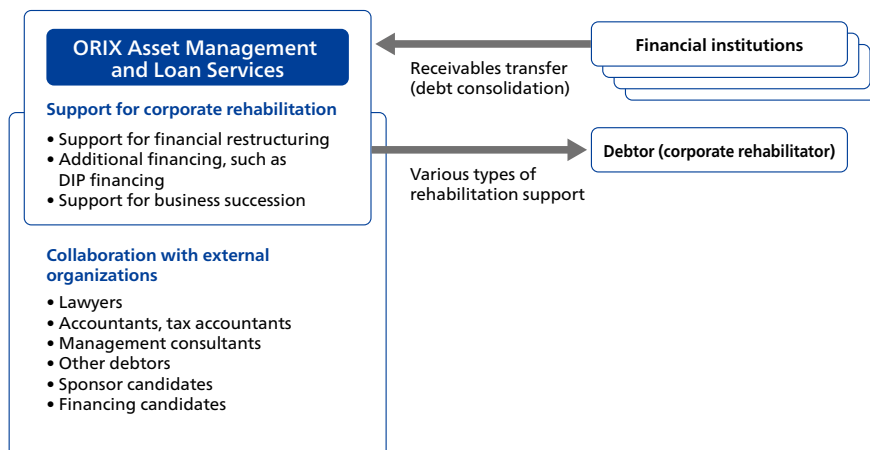 ORIX Asset Management
and Loan Services
Support for corporate rehabilitation
• Support for financial restructuring
• Additional financing, such as
DIP financing
• Support for business succession
Collaboration with external
organizations
• Lawyers
• Accountants, tax accountants
• Management consultants
• Other debtors
• Sponsor candidates
• Financing candidates
Receivables transfer
(debt consolidation)
Various types of
rehabilitation support
Financial institutions
Debtor (corporate rehabilitator)